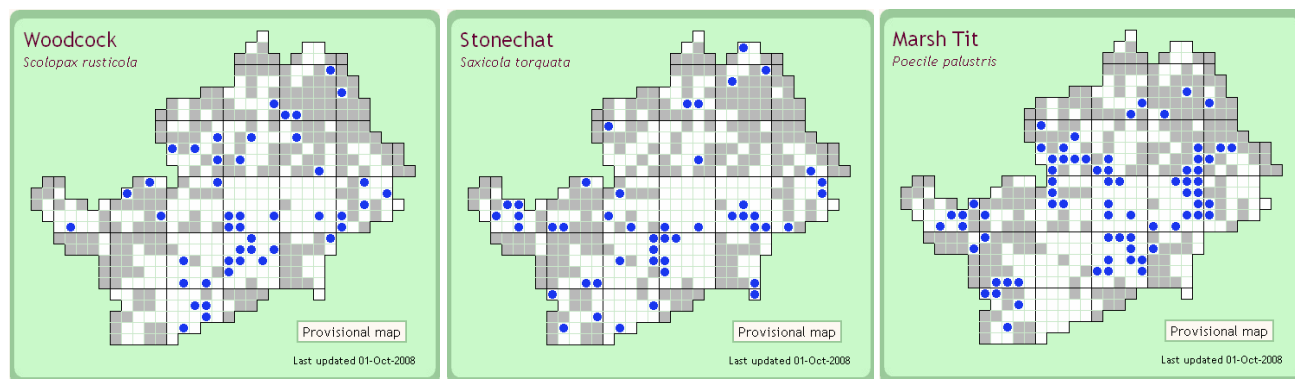 Woodcock
Scolopax rusticola
Provisional map
Last updated 01-Oct-2008
Stonechat
Saxicola torquata
Provisional map
Last updated 01-Oct-2008
Marsh Tit
Poecile palustris
Provisional map
Last updated 01-Oct-2008